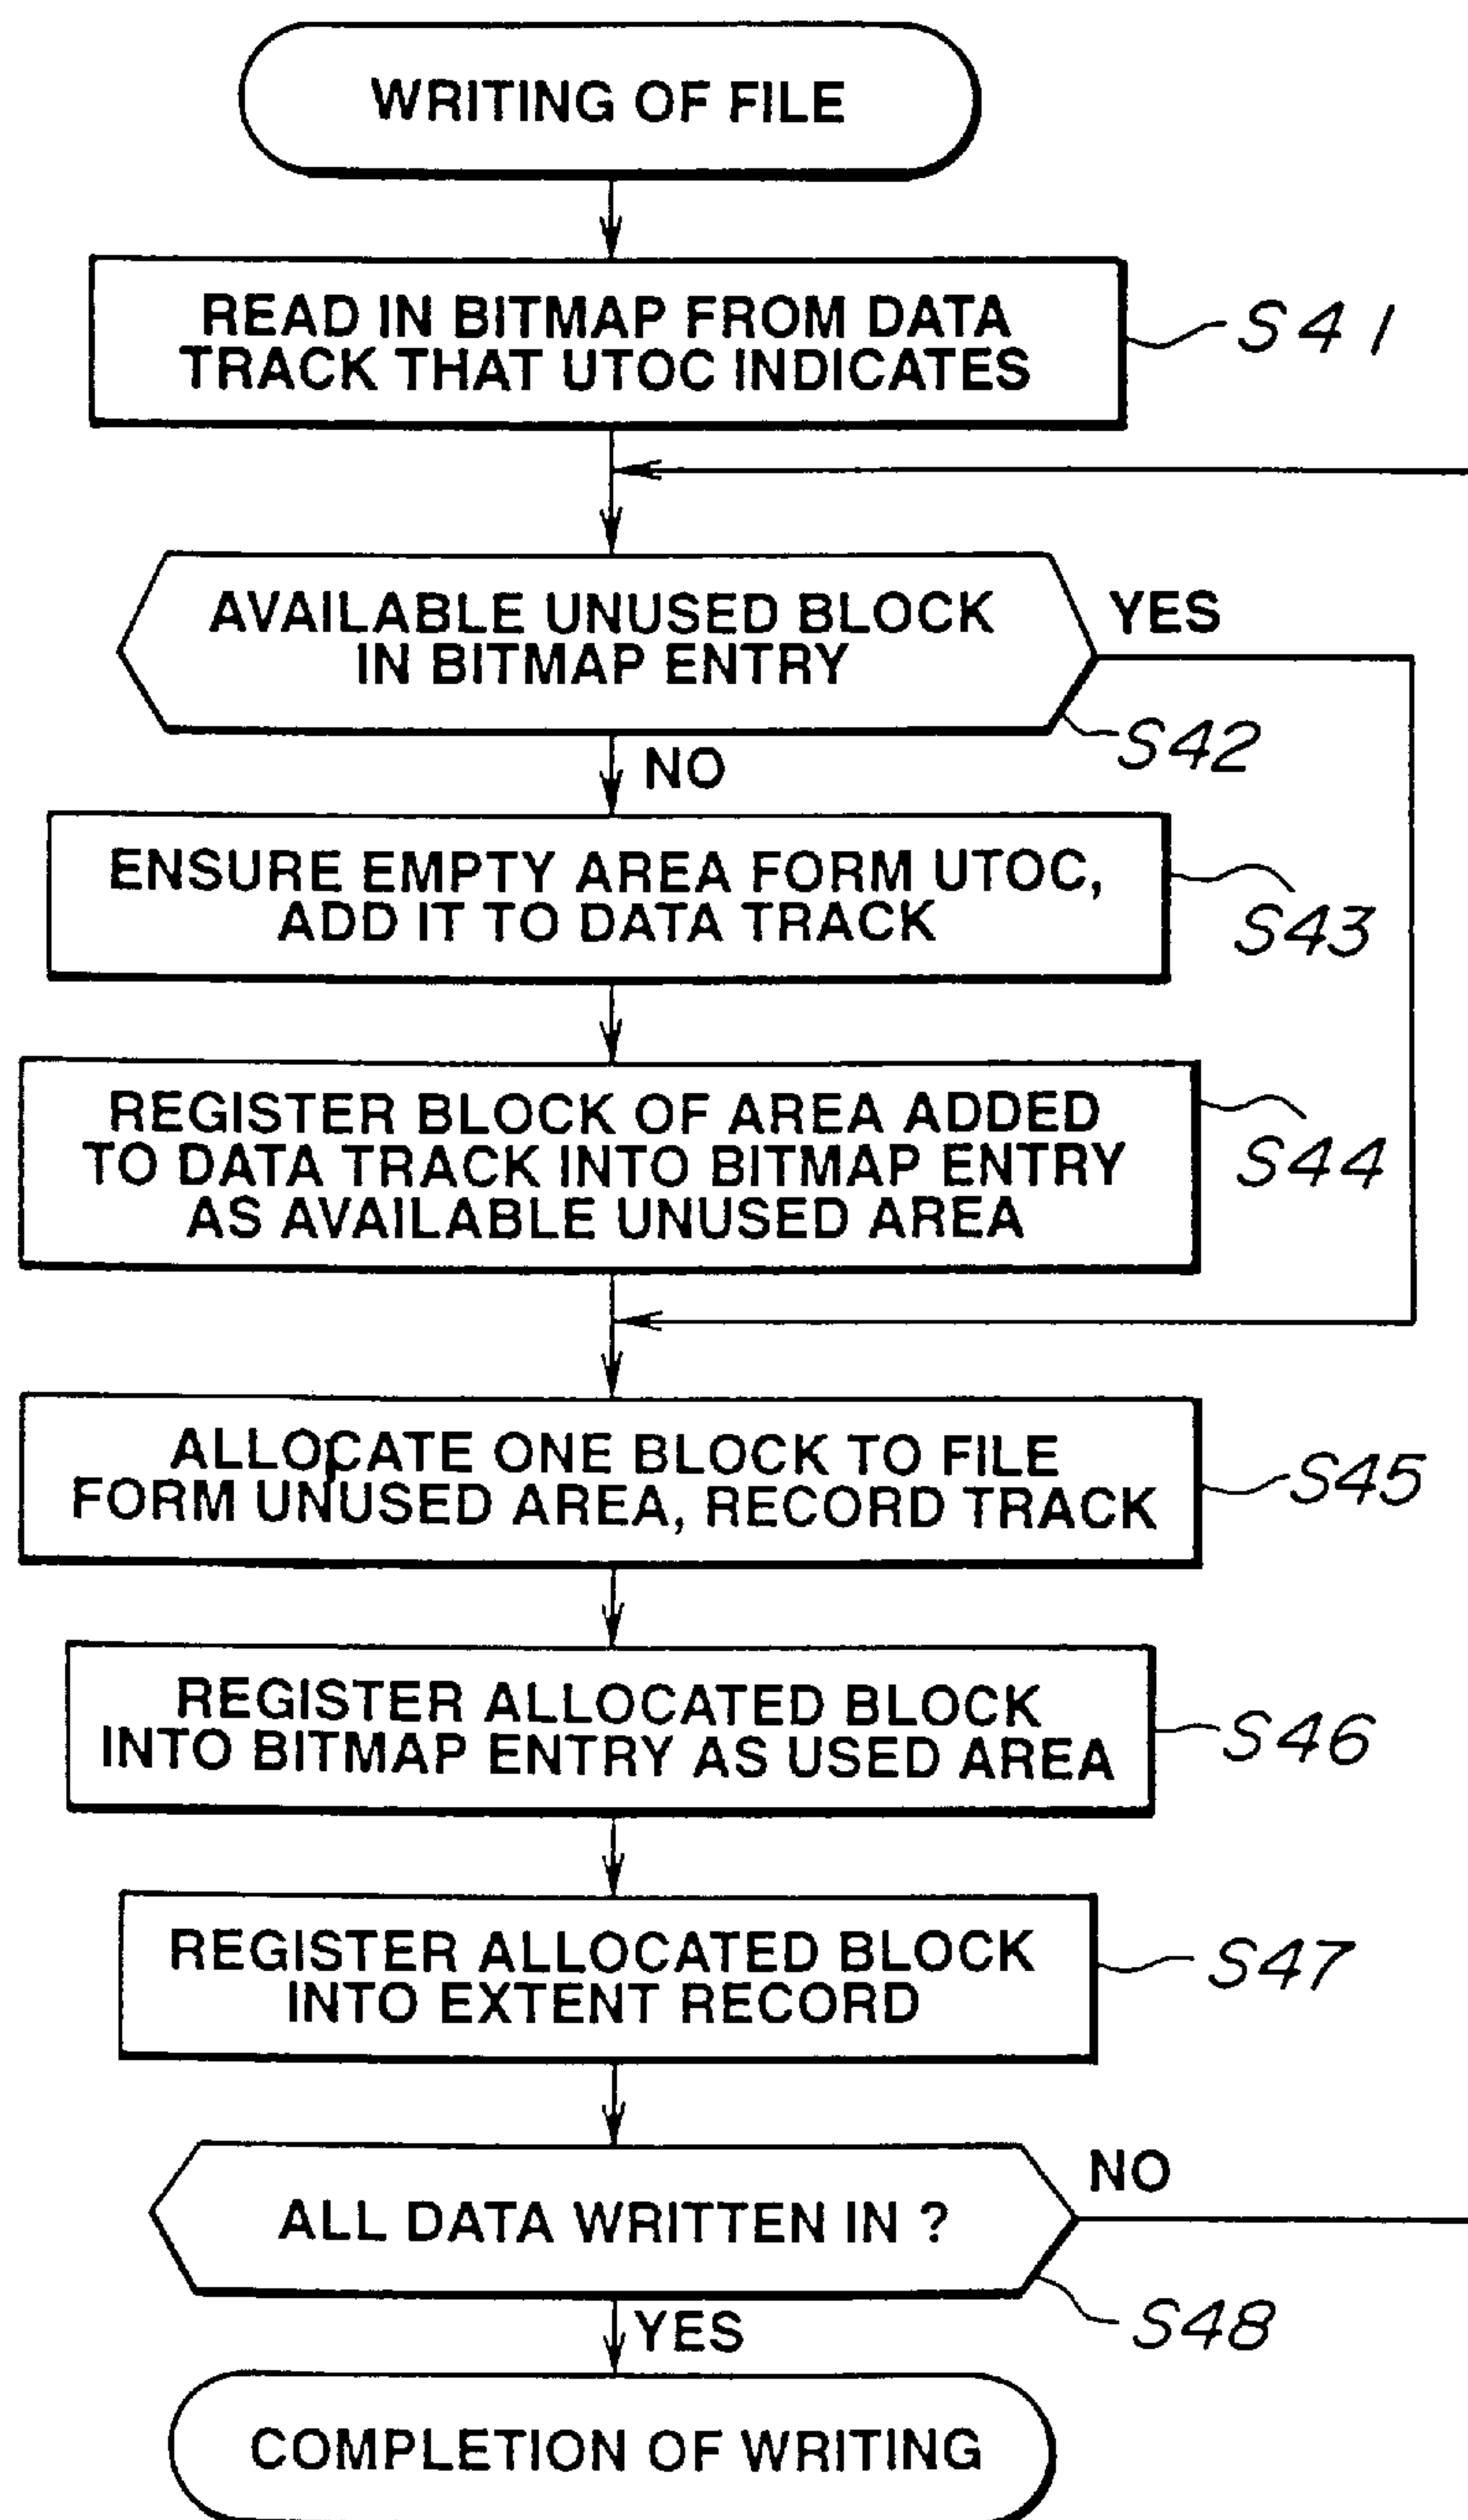 WRITING OF FILE
READ IN BITMAP FROM DATA
TRACK THAT UTOC INDICATES
S41
AVAILABLE UNUSED BLOCK
IN BITMAP ENTRY
YES
S42
NO
ENSURE EMPTY AREA FORM UTOC,
ADD IT TO DATA TRACK
S43
REGISTER BLOCK OF AREA ADDED
TO DATA TRACK INTO BITMAP ENTRY
AS AVAILABLE UNUSED AREA
S44
ALLOCATE ONE BLOCK TO FILE
FORM UNUSED AREA, RECORD TRACK
S45
REGISTER ALLOCATED BLOCK
INTO BITMAP ENTRY AS USED AREA
S46
REGISTER ALLOCATED BLOCK
INTO EXTENT RECORD
S47
ALL DATA WRITTEN IN ?
NO
S48
YES
COMPLETION OF WRITING